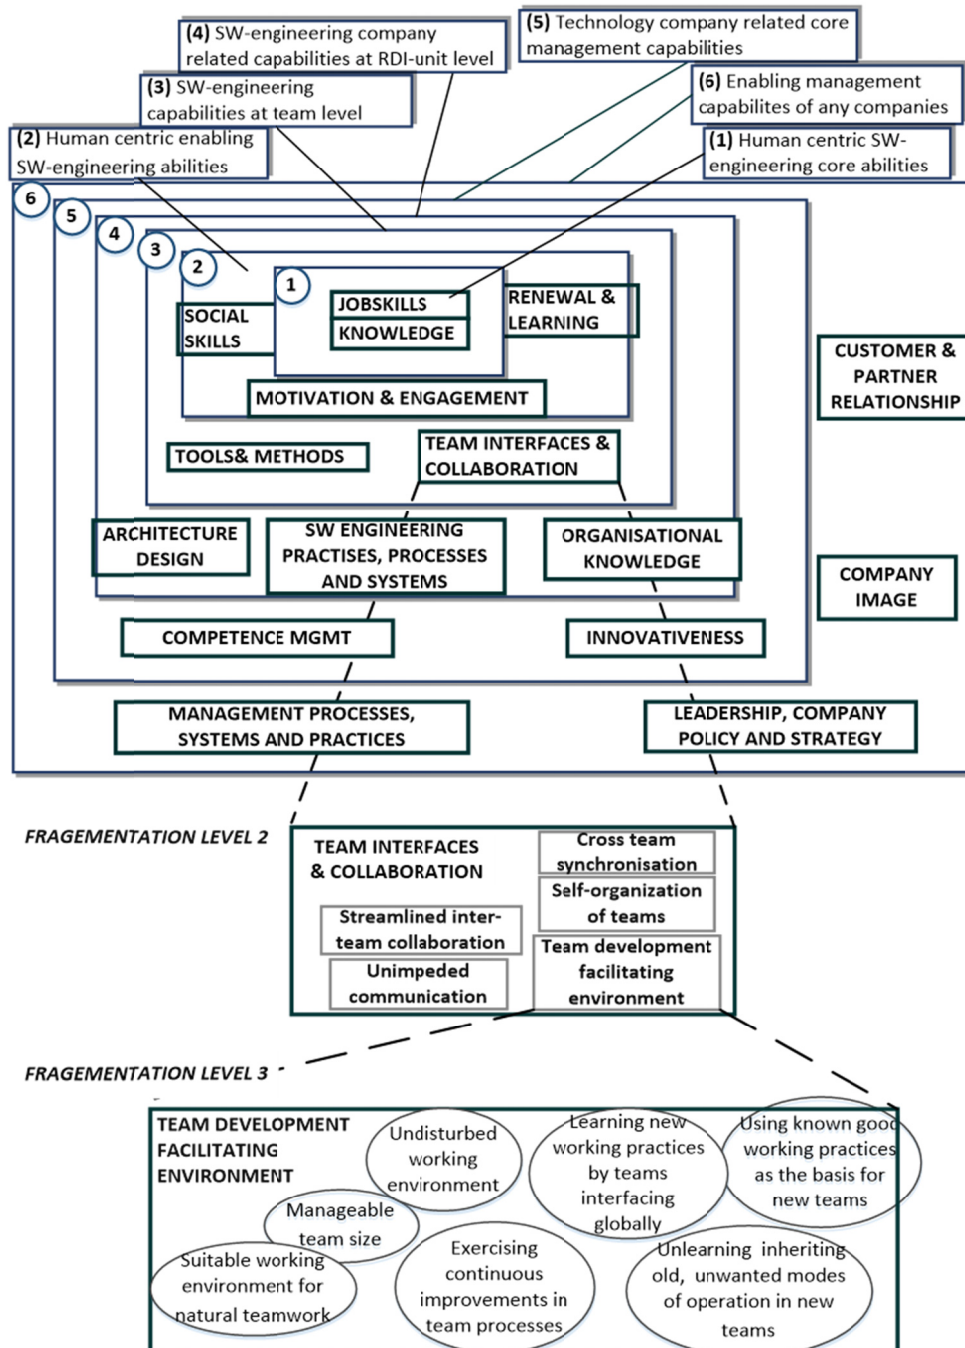 (4) SW-engineering company
related capabilities at RDI-unit level
(5) Technology company related core
management capabilities
(3) SW-engineering
capabilities at team level
(6) Enabling management
capabilites of any companies
(2) Human centric enabling
SW-engineering abilities
(1) Human centric SW-
engineering core abilities
6
5
4
3
2
1
SOCIAL
SKILLS
JOBSKILLS
KNOWLEDGE
RENEWAL &
LEARNING
CUSTOMER &
PARTNER
RELATIONSHIP
MOTIVATION & ENGAGEMENT
TOOLS& METHODS
TEAM INTERFACES &
COLLABORATION
ARCHITECTURE
DESIGN
SW ENGINEERING
PRACTISES, PROCESSES
AND SYSTEMS
ORGANISATIONAL
KNOWLEDGE
COMPANY
IMAGE
COMPETENCE MGMT
INNOVATIVENESS
MANAGEMENT PROCESSES,
SYSTEMS AND PRACTICES
LEADERSHIP, COMPANY
POLICY AND STRATEGY
FRAGEMENTATION LEVEL 2
TEAM INTERFACES
& COLLABORATION
Cross team
synchronisation
Self-organization
of teams
Streamlined inter-
team collaboration
Team development
facilitating
environment
Unimpeded
communication
FRAGEMENTATION LEVEL 3
TEAM DEVELOPMENT
FACILITATING
ENVIRONMENT
Undisturbed
working
environment
Learning new
working practices
by teams
interfacing
globally
Using known good
working practices
as the basis for
new teams
Manageable
team size
Suitable working
environment for
natural teamwork
Exercising
continuous
improvements in
team processes
Unlearning inheriting
old, unwanted modes
of operation in new
teams